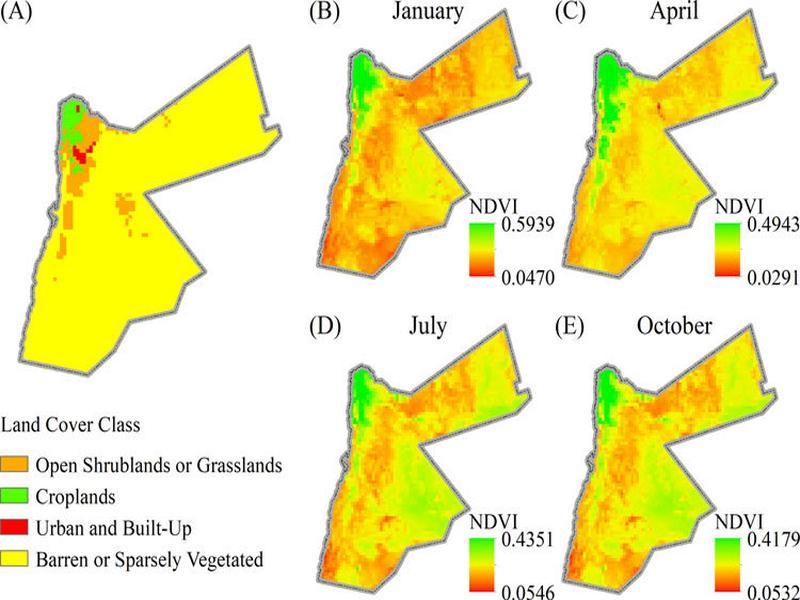 (A)
(B) January
(C) April
NDVI
0.5939
0.0470
NDVI
0.4943
0.0291
(D) July
(E) October
NDVI
0.4351
0.0546
NDVI
0.4179
0.0532
Land Cover Class
Open Shrublands or Grasslands
Croplands
Urban and Built-Up
Barren or Sparsely Vegetated